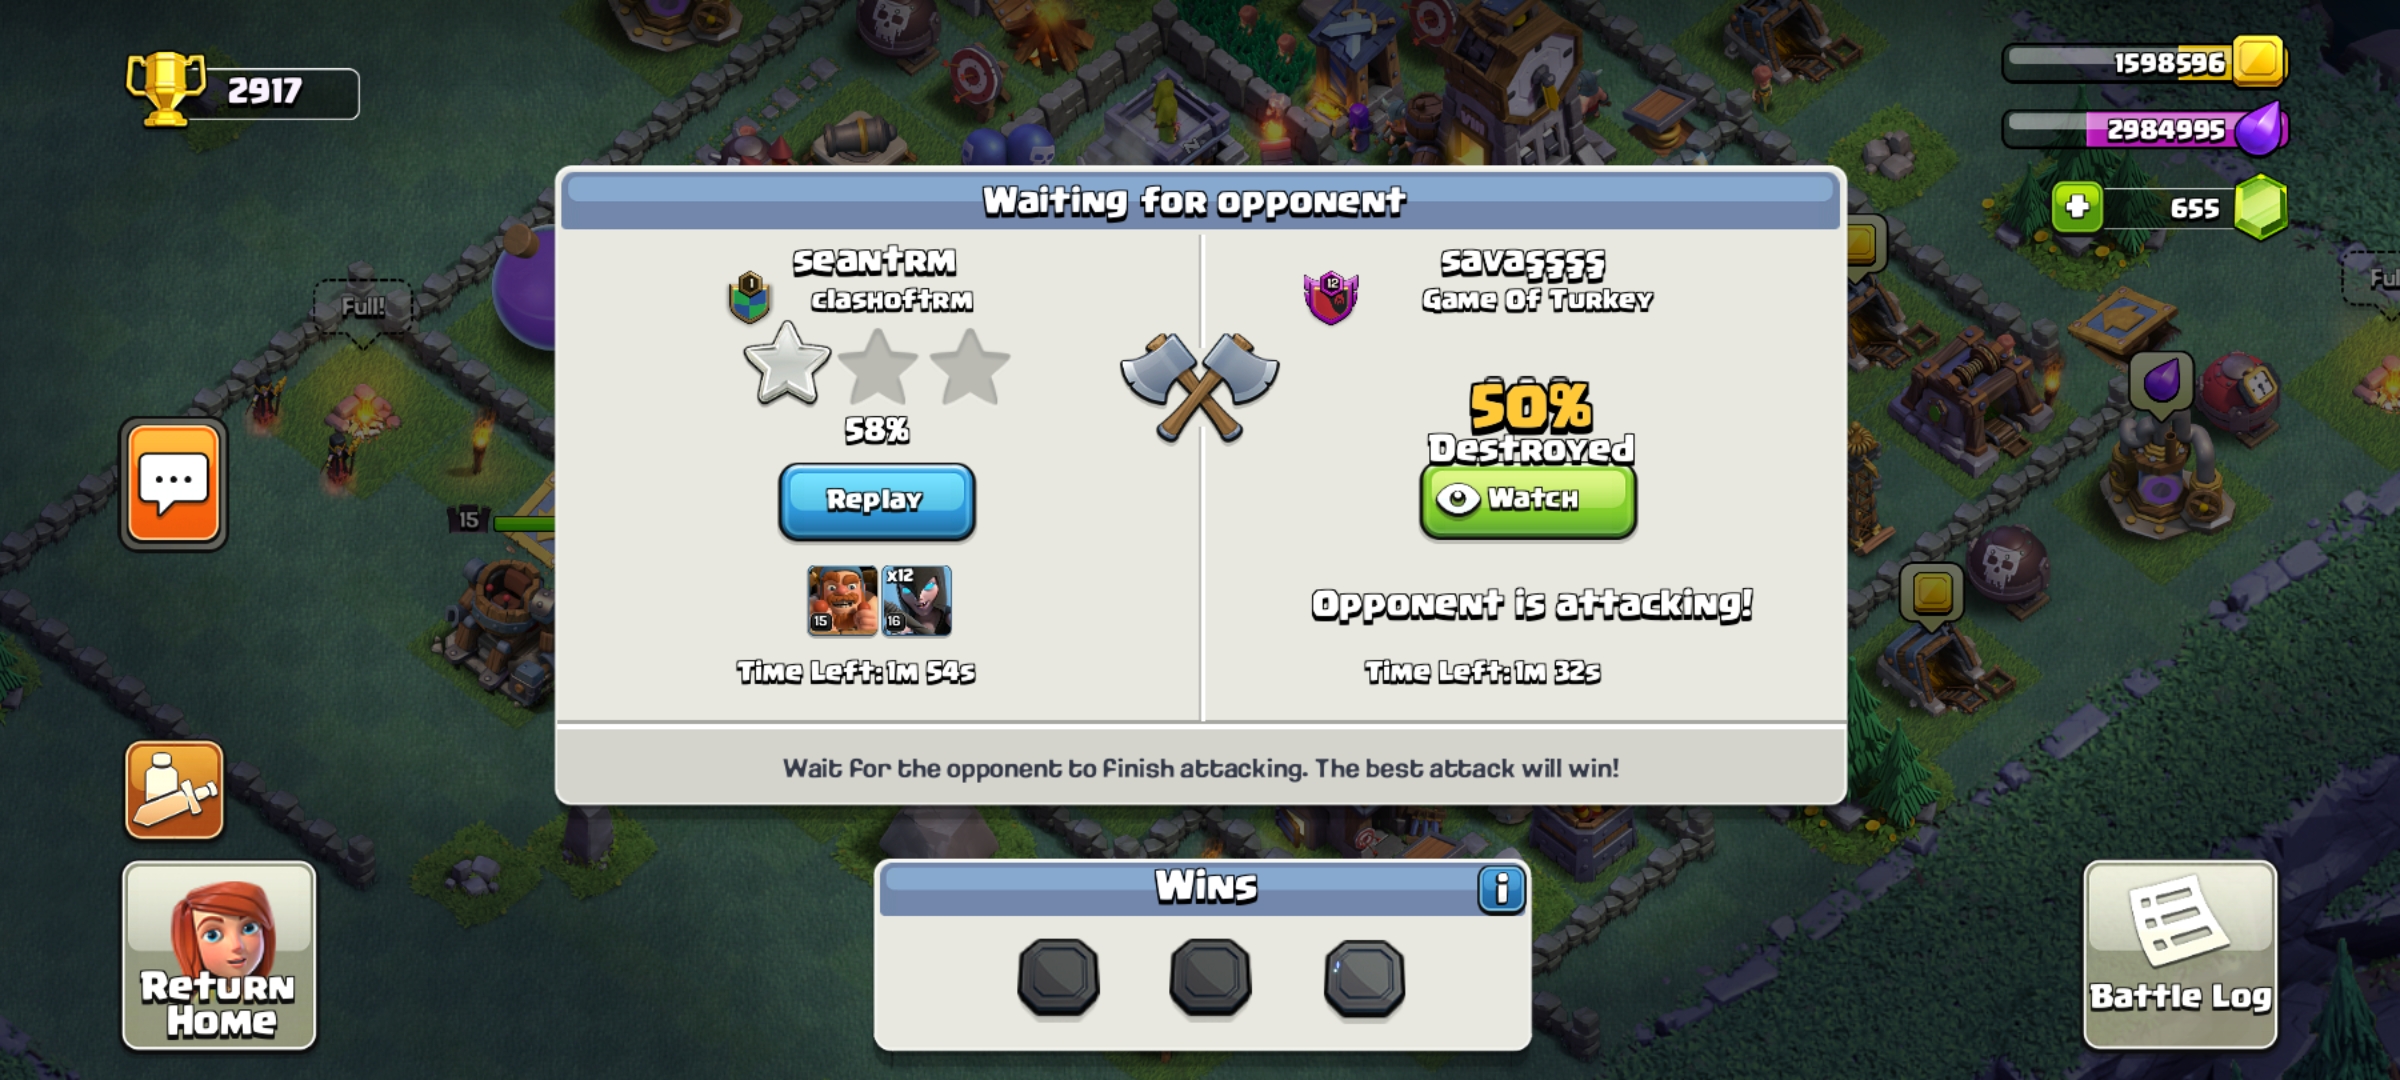 2917
1598596
2984995
655
Full!
15
Waiting for opponent
seantRM
clashoftRM
1
58%
Replay
x12
15
16
Time Left:1m 54s
savaşşşş
Game Of Turkey
12
50%
Destroyed
Watch
Opponent is attacking!
Time Left:1m 32s
Wait for the opponent to finish attacking. The best attack will win!
Wins
i
Return
Home
Battle Log